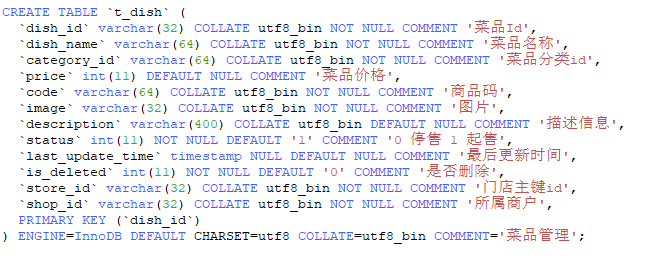 CREATE TABLE `t_dish` (
  `dish_id` varchar(32) COLLATE utf8_bin NOT NULL COMMENT '菜品Id',
  `dish_name` varchar(64) COLLATE utf8_bin NOT NULL COMMENT '菜品名称',
  `category_id` varchar(64) COLLATE utf8_bin NOT NULL COMMENT '菜品分类id',
  `price` int(11) DEFAULT NULL COMMENT '菜品价格',
  `code` varchar(64) COLLATE utf8_bin NOT NULL COMMENT '商品码',
  `image` varchar(32) COLLATE utf8_bin NOT NULL COMMENT '图片',
  `description` varchar(400) COLLATE utf8_bin DEFAULT NULL COMMENT '描述信息',
  `status` int(11) NOT NULL DEFAULT '1' COMMENT '0 停售 1 起售',
  `last_update_time` timestamp NULL DEFAULT NULL COMMENT '最后更新时间',
  `is_deleted` int(11) NOT NULL DEFAULT '0' COMMENT '是否删除',
  `store_id` varchar(32) COLLATE utf8_bin NOT NULL COMMENT '门店主键id',
  `shop_id` varchar(32) COLLATE utf8_bin NOT NULL COMMENT '所属商户',
  PRIMARY KEY (`dish_id`)
) ENGINE=InnoDB DEFAULT CHARSET=utf8 COLLATE=utf8_bin COMMENT='菜品管理';